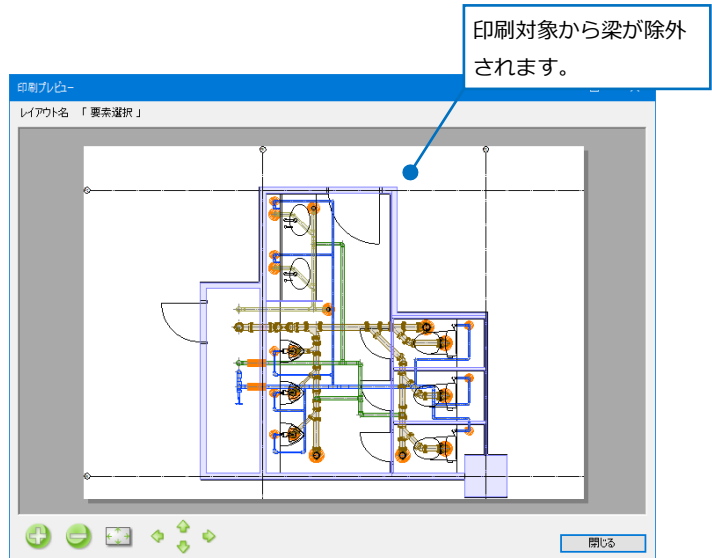 印刷対象から梁が除外
されます。
印刷プレビュー
レイアウト名 「 要素選択 」
閉じる